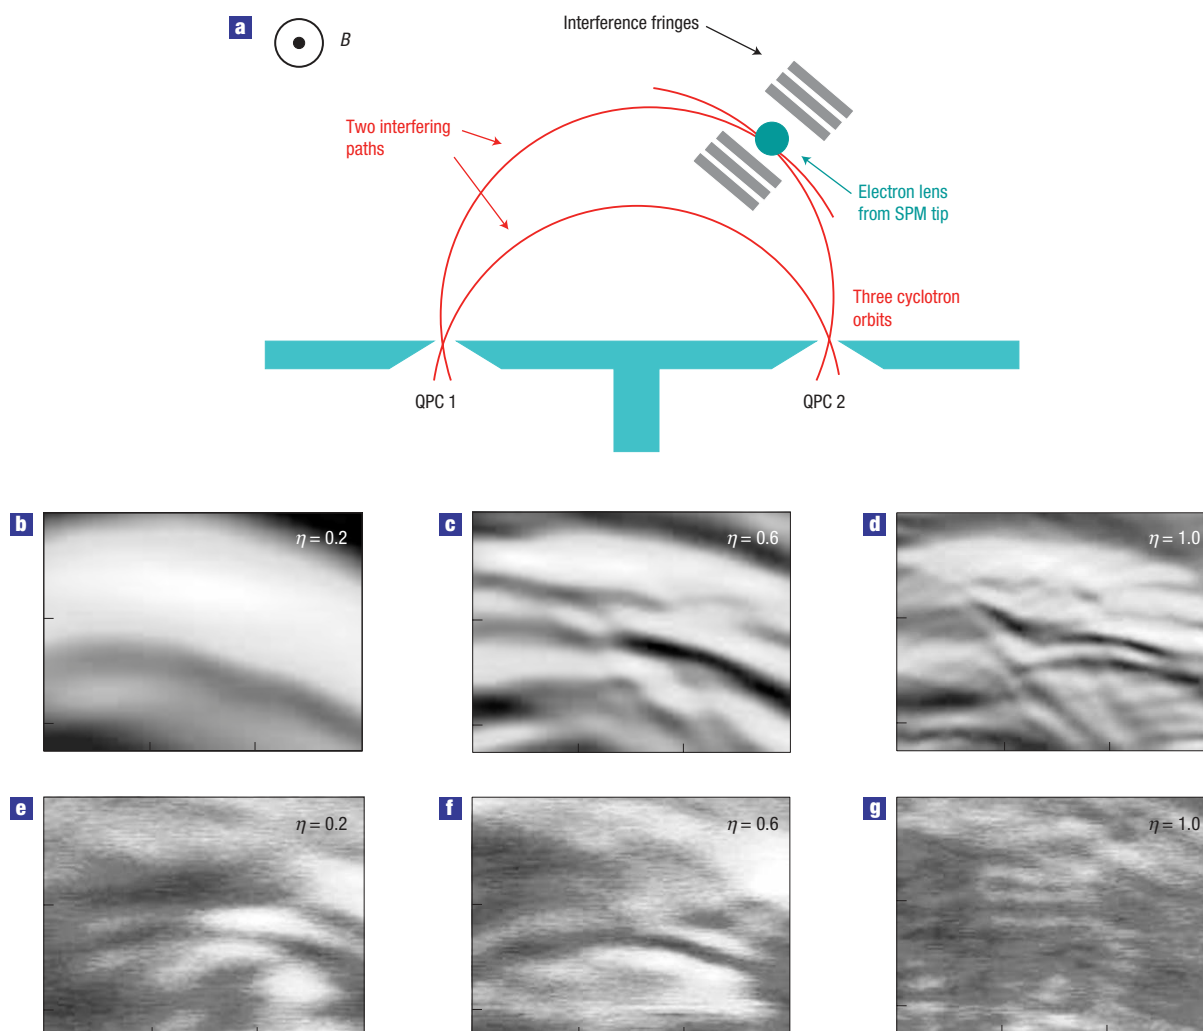 a
B
Interference fringes
Two interfering
paths
Electron lens
from SPM tip
Three cyclotron
orbits
QPC 1
QPC 2
b
η = 0.2
c
η = 0.6
d
η = 1.0
e
η = 0.2
f
η = 0.6
g
η = 1.0